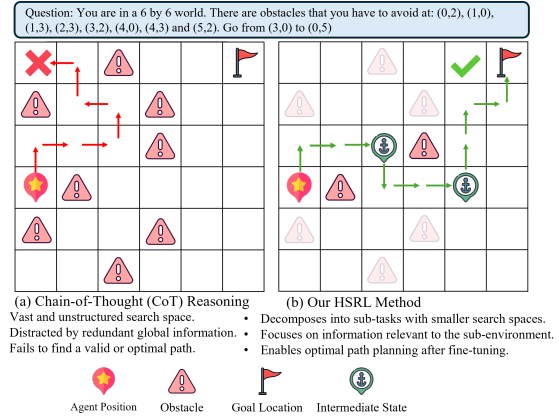 Question: You are in a 6 by 6 world. There are obstacles that you have to avoid at: (0,2), (1,0),
(1,3), (2,3), (3,2), (4,0), (4,3) and (5,2). Go from (3,0) to (0,5)
(a) Chain-of-Thought (CoT) Reasoning
Vast and unstructured search space.
Distracted by redundant global information.
Fails to find a valid or optimal path.
(b) Our HSRL Method
• Decomposes into sub-tasks with smaller search spaces.
• Focuses on information relevant to the sub-environment.
• Enables optimal path planning after fine-tuning.
Agent Position
Obstacle
Goal Location
Intermediate State